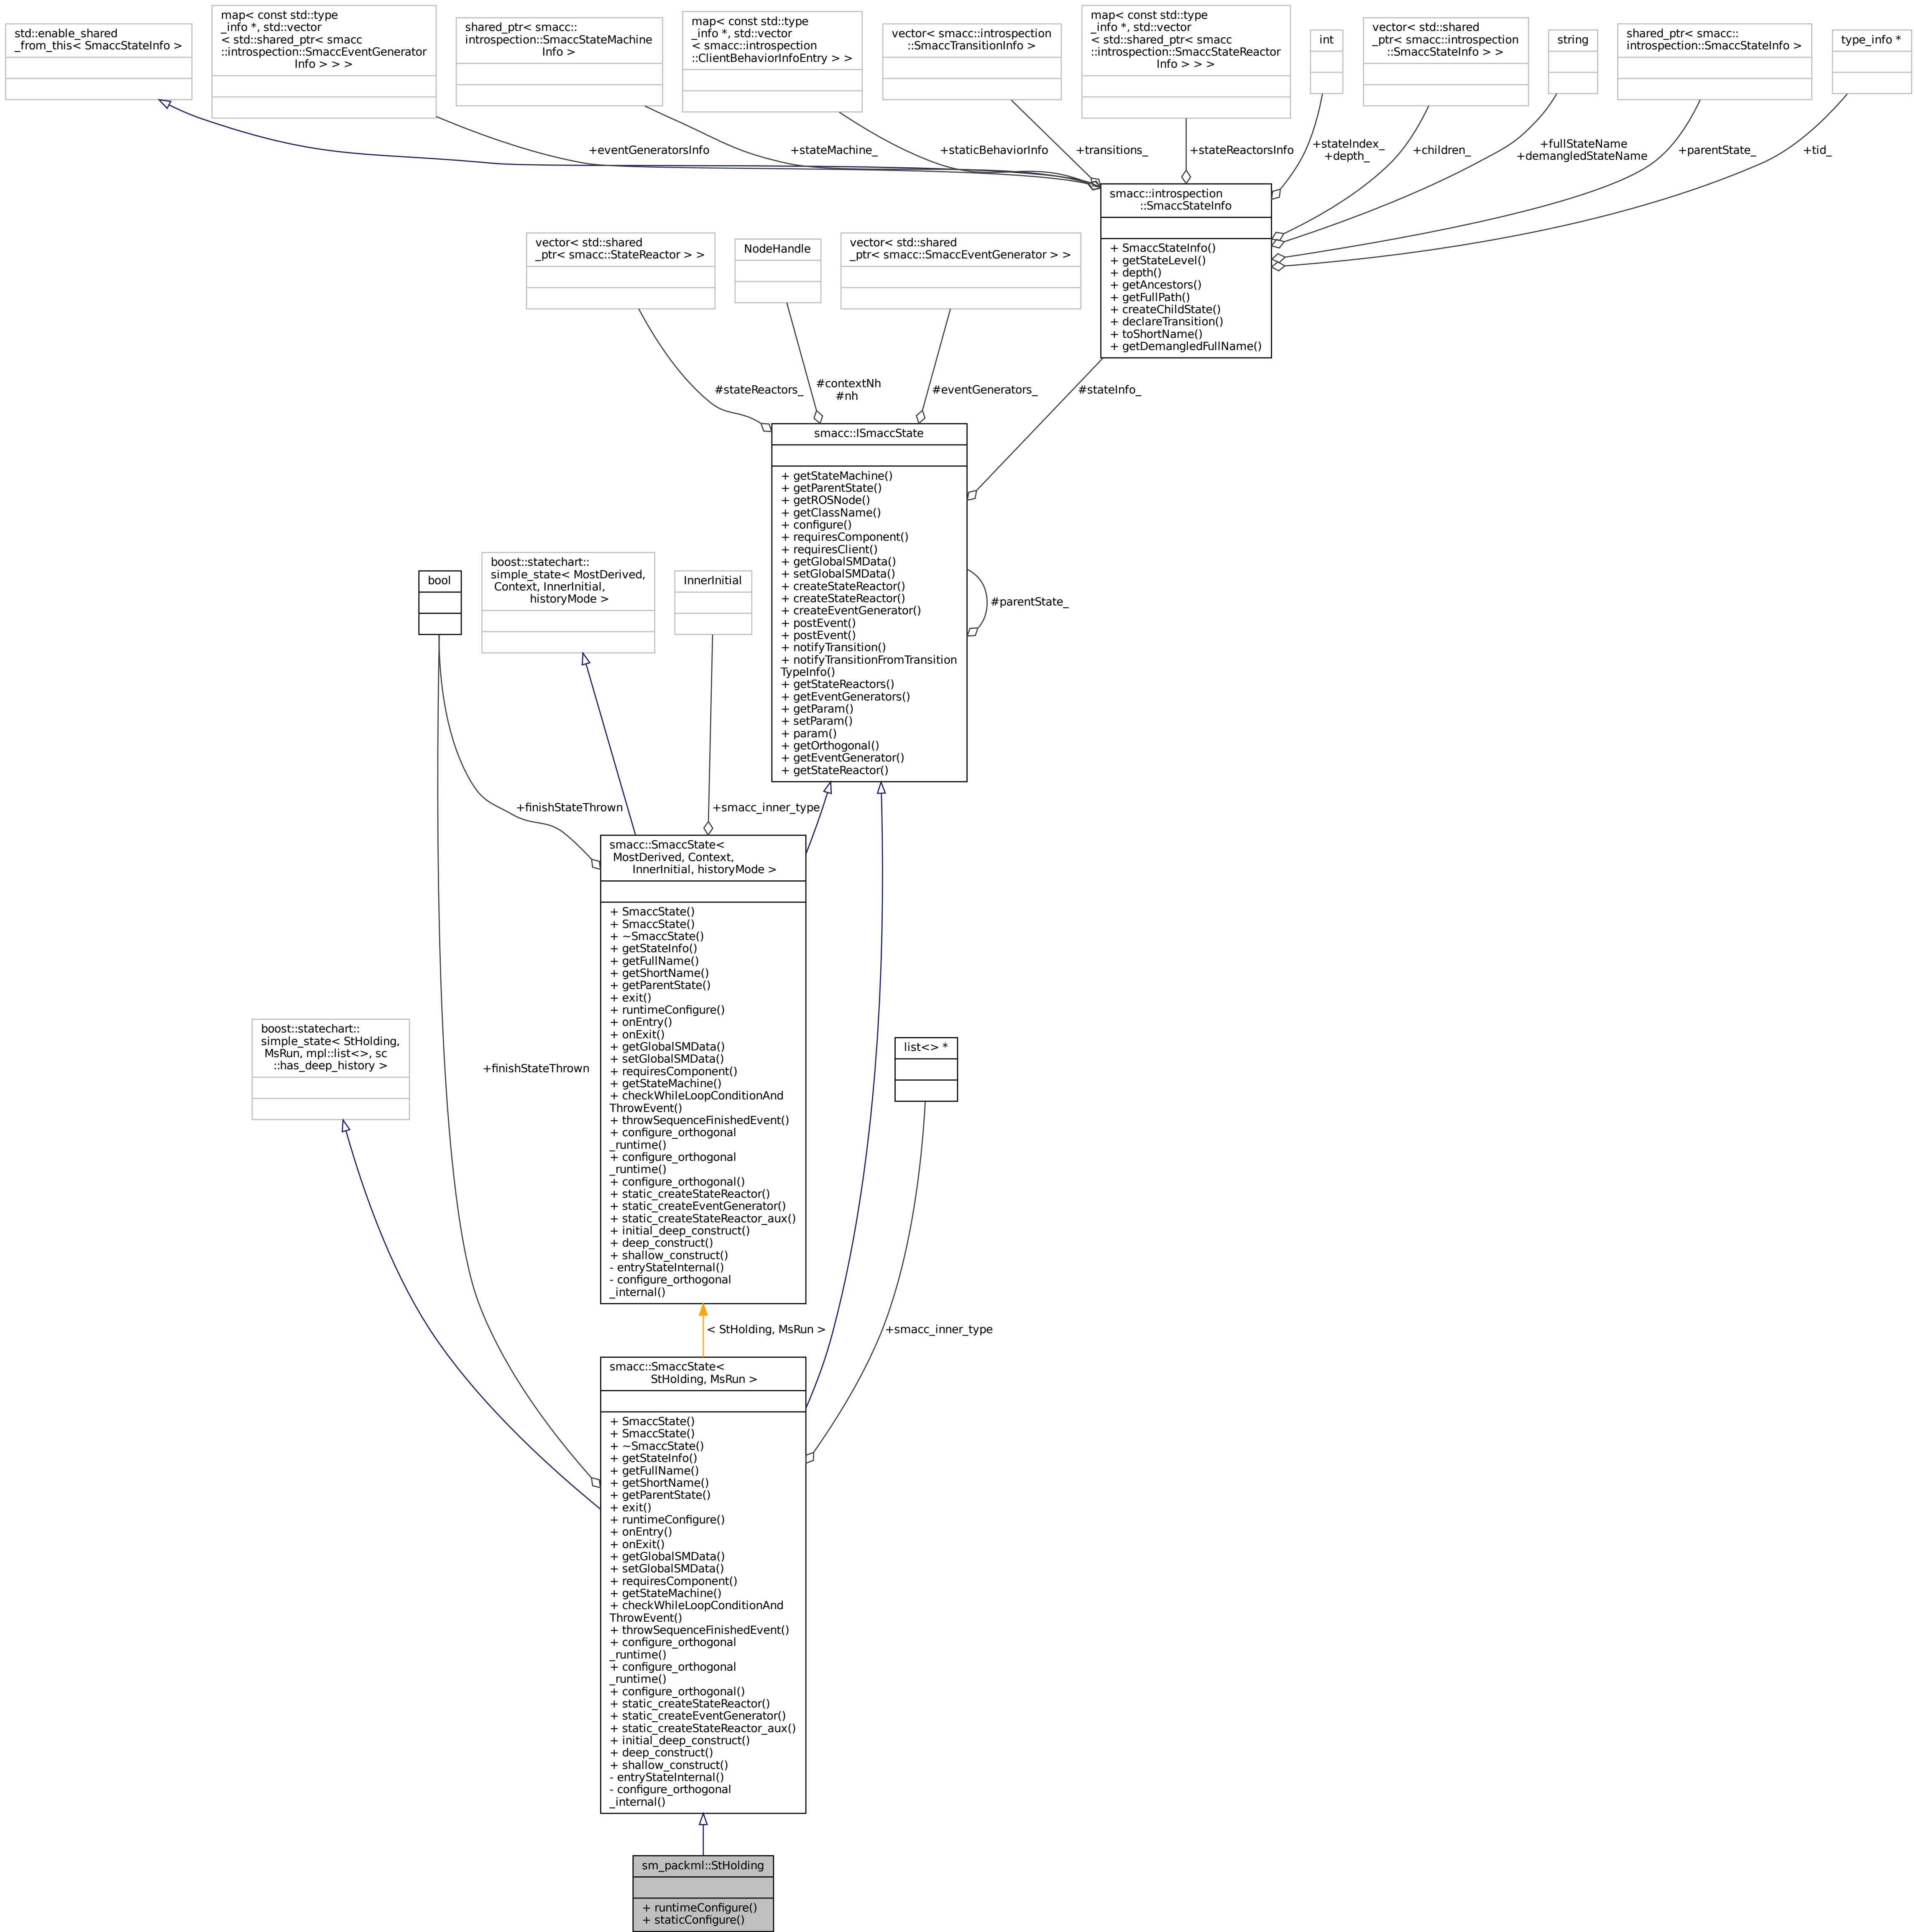 std::enable_shared
_from_this< SmaccStateInfo >
map< const std::type
_info *, std::vector
< std::shared_ptr< smacc
::introspection::SmaccEventGenerator
Info > > >
shared_ptr< smacc::
introspection::SmaccStateMachine
Info >
map< const std::type
_info *, std::vector
< smacc::introspection
::ClientBehaviorInfoEntry > >
vector< smacc::introspection
::SmaccTransitionInfo >
map< const std::type
_info *, std::vector
< std::shared_ptr< smacc
::introspection::SmaccStateReactor
Info > > >
int
vector< std::shared
_ptr< smacc::introspection
::SmaccStateInfo > >
string
shared_ptr< smacc::
introspection::SmaccStateInfo >
type_info *
+eventGeneratorsInfo
+stateMachine_
+staticBehaviorInfo
+transitions_
+stateReactorsInfo
+stateIndex_
+depth_
+children_
+fullStateName
+demangledStateName
+parentState_
+tid_
smacc::introspection
::SmaccStateInfo
+ SmaccStateInfo()
+ getStateLevel()
+ depth()
+ getAncestors()
+ getFullPath()
+ createChildState()
+ declareTransition()
+ toShortName()
+ getDemangledFullName()
vector< std::shared
_ptr< smacc::StateReactor > >
NodeHandle
vector< std::shared
_ptr< smacc::SmaccEventGenerator > >
#stateReactors_
#contextNh
#nh
#eventGenerators_
#stateInfo_
smacc::ISmaccState
+ getStateMachine()
+ getParentState()
+ getROSNode()
+ getClassName()
+ configure()
+ requiresComponent()
+ requiresClient()
+ getGlobalSMData()
+ setGlobalSMData()
+ createStateReactor()
+ createStateReactor()
+ createEventGenerator()
+ postEvent()
+ postEvent()
+ notifyTransition()
+ notifyTransitionFromTransition
TypeInfo()
+ getStateReactors()
+ getEventGenerators()
+ getParam()
+ setParam()
+ param()
+ getOrthogonal()
+ getEventGenerator()
+ getStateReactor()
#parentState_
bool
boost::statechart::
simple_state< MostDerived,
Context, InnerInitial,
historyMode >
InnerInitial
+finishStateThrown
+smacc_inner_type
smacc::SmaccState<
MostDerived, Context,
InnerInitial, historyMode >
+ SmaccState()
+ SmaccState()
+ ~SmaccState()
+ getStateInfo()
+ getFullName()
+ getShortName()
+ getParentState()
+ exit()
+ runtimeConfigure()
+ onEntry()
+ onExit()
+ getGlobalSMData()
+ setGlobalSMData()
+ requiresComponent()
+ getStateMachine()
+ checkWhileLoopConditionAnd
ThrowEvent()
+ throwSequenceFinishedEvent()
+ configure_orthogonal
_runtime()
+ configure_orthogonal
_runtime()
+ configure_orthogonal()
+ static_createStateReactor()
+ static_createEventGenerator()
+ static_createStateReactor_aux()
+ initial_deep_construct()
+ deep_construct()
+ shallow_construct()
- entryStateInternal()
- configure_orthogonal
_internal()
boost::statechart::
simple_state< StHolding,
MsRun, mpl::list<>, sc
::has_deep_history >
+finishStateThrown
list<> *
< StHolding, MsRun >
+smacc_inner_type
smacc::SmaccState<
StHolding, MsRun >
+ SmaccState()
+ SmaccState()
+ ~SmaccState()
+ getStateInfo()
+ getFullName()
+ getShortName()
+ getParentState()
+ exit()
+ runtimeConfigure()
+ onEntry()
+ onExit()
+ getGlobalSMData()
+ setGlobalSMData()
+ requiresComponent()
+ getStateMachine()
+ checkWhileLoopConditionAnd
ThrowEvent()
+ throwSequenceFinishedEvent()
+ configure_orthogonal
_runtime()
+ configure_orthogonal
_runtime()
+ configure_orthogonal()
+ static_createStateReactor()
+ static_createEventGenerator()
+ static_createStateReactor_aux()
+ initial_deep_construct()
+ deep_construct()
+ shallow_construct()
- entryStateInternal()
- configure_orthogonal
_internal()
sm_packml::StHolding
+ runtimeConfigure()
+ staticConfigure()